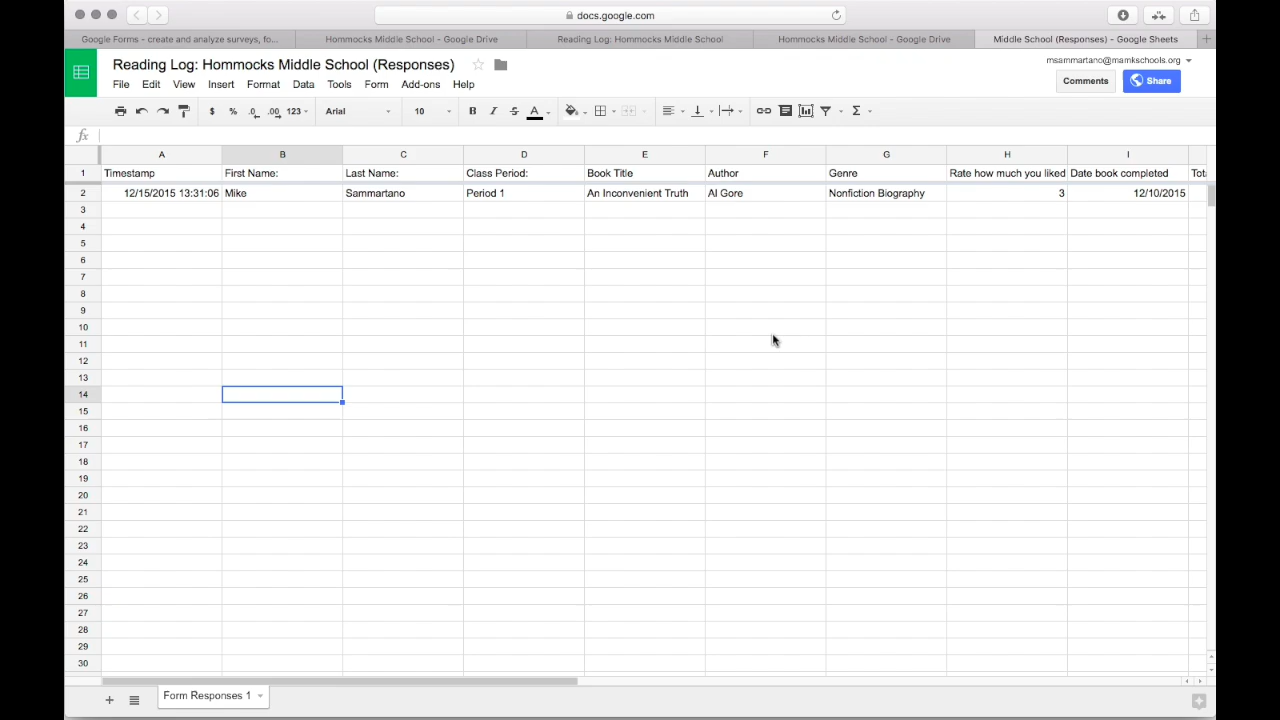 docs.google.com
Google Forms - create and analyze surveys, fo... Hommocks Middle School - Google Drive Reading Log: Hommocks Middle School Hommocks Middle School - Google Drive Middle School (Responses) - Google Sheets
Reading Log: Hommocks Middle School (Responses)
msammartano@mamkschools.org
File Edit View Insert Format Data Tools Form Add-ons Help
Comments Share
$ % .0 .00 123 Arial 10 B I S A Σ
fx
A B C D E F G H I
1 Timestamp First Name: Last Name: Class Period: Book Title Author Genre Rate how much you liked Date book completed Tot
2 12/15/2015 13:31:06 Mike Sammartano Period 1 An Inconvenient Truth Al Gore Nonfiction Biography 3 12/10/2015
3
4
5
6
7
8
9
10
11
12
13
14
15
16
17
18
19
20
21
22
23
24
25
26
27
28
29
30
Form Responses 1